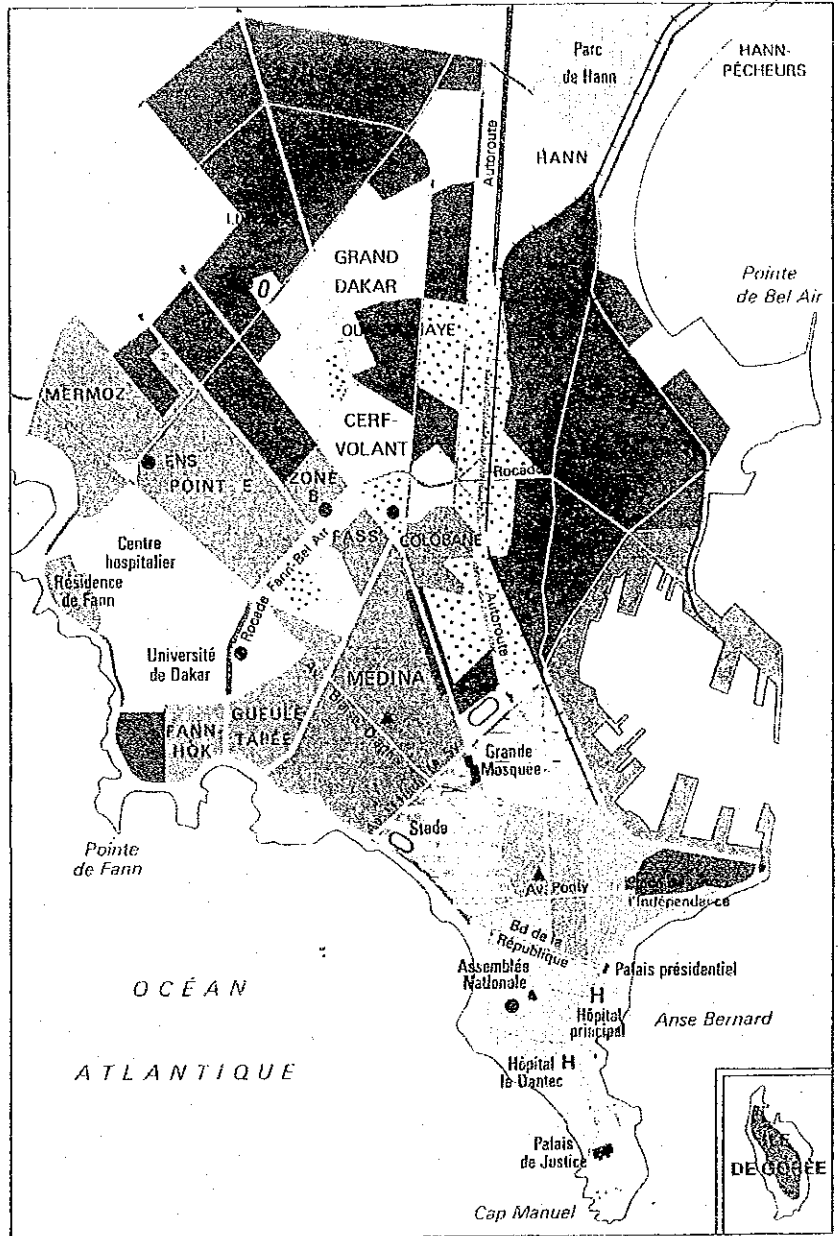 Parc
de Hann
HANN-
PÊCHEURS
Autoroute
HANN
GRAND
DAKAR
Pointe
de Bel Air
MERMOZ
CERF-
VOLANT
Rocade
ENS
POINT E
ZONE
B
FASS
COLOBANE
Centre
hospitalier
Rocade Fann-Bel Air
Résidence
de Fann
Autoroute
Université
de Dakar
MEDINA
GUEULE
TAPÉE
FANN-
HOK
Grande
Mosquée
Stade
Pointe
de Fann
Av. Ponty
l'Indépendance
Bd de la
République
Assemblée
Nationale
Palais présidentiel
H
Hôpital
principal
Anse Bernard
OCÉAN
ATLANTIQUE
Hôpital H
le Dantec
Palais
de Justice
Cap Manuel
ILE
DE GORÉE